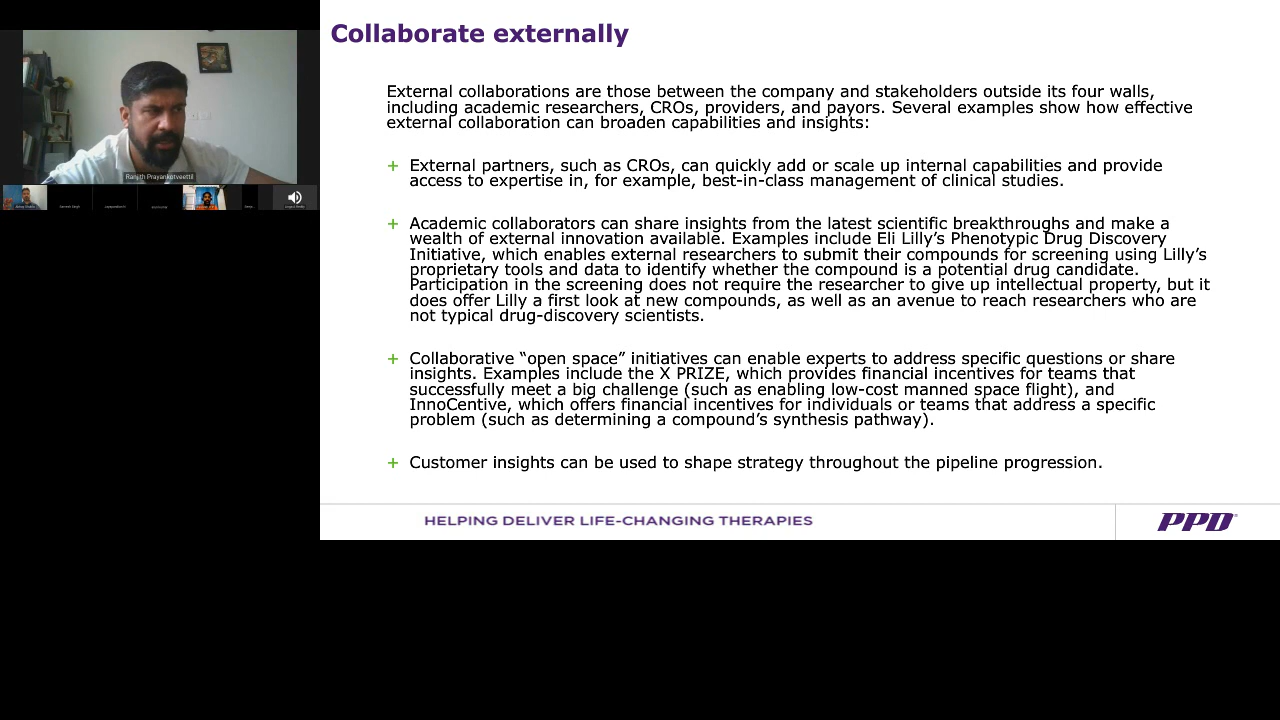 Collaborate externally
External collaborations are those between the company and stakeholders outside its four walls,
including academic researchers, CROs, providers, and payors. Several examples show how effective
external collaboration can broaden capabilities and insights:
+ External partners, such as CROs, can quickly add or scale up internal capabilities and provide
access to expertise in, for example, best-in-class management of clinical studies.
+ Academic collaborators can share insights from the latest scientific breakthroughs and make a
wealth of external innovation available. Examples include Eli Lilly’s Phenotypic Drug Discovery
Initiative, which enables external researchers to submit their compounds for screening using Lilly’s
proprietary tools and data to identify whether the compound is a potential drug candidate.
Participation in the screening does not require the researcher to give up intellectual property, but it
does offer Lilly a first look at new compounds, as well as an avenue to reach researchers who are
not typical drug-discovery scientists.
+ Collaborative “open space” initiatives can enable experts to address specific questions or share
insights. Examples include the X PRIZE, which provides financial incentives for teams that
successfully meet a big challenge (such as enabling low-cost manned space flight), and
InnoCentive, which offers financial incentives for individuals or teams that address a specific
problem (such as determining a compound’s synthesis pathway).
+ Customer insights can be used to shape strategy throughout the pipeline progression.
HELPING DELIVER LIFE-CHANGING THERAPIES
PPD
Ranjith Prayankotveettil